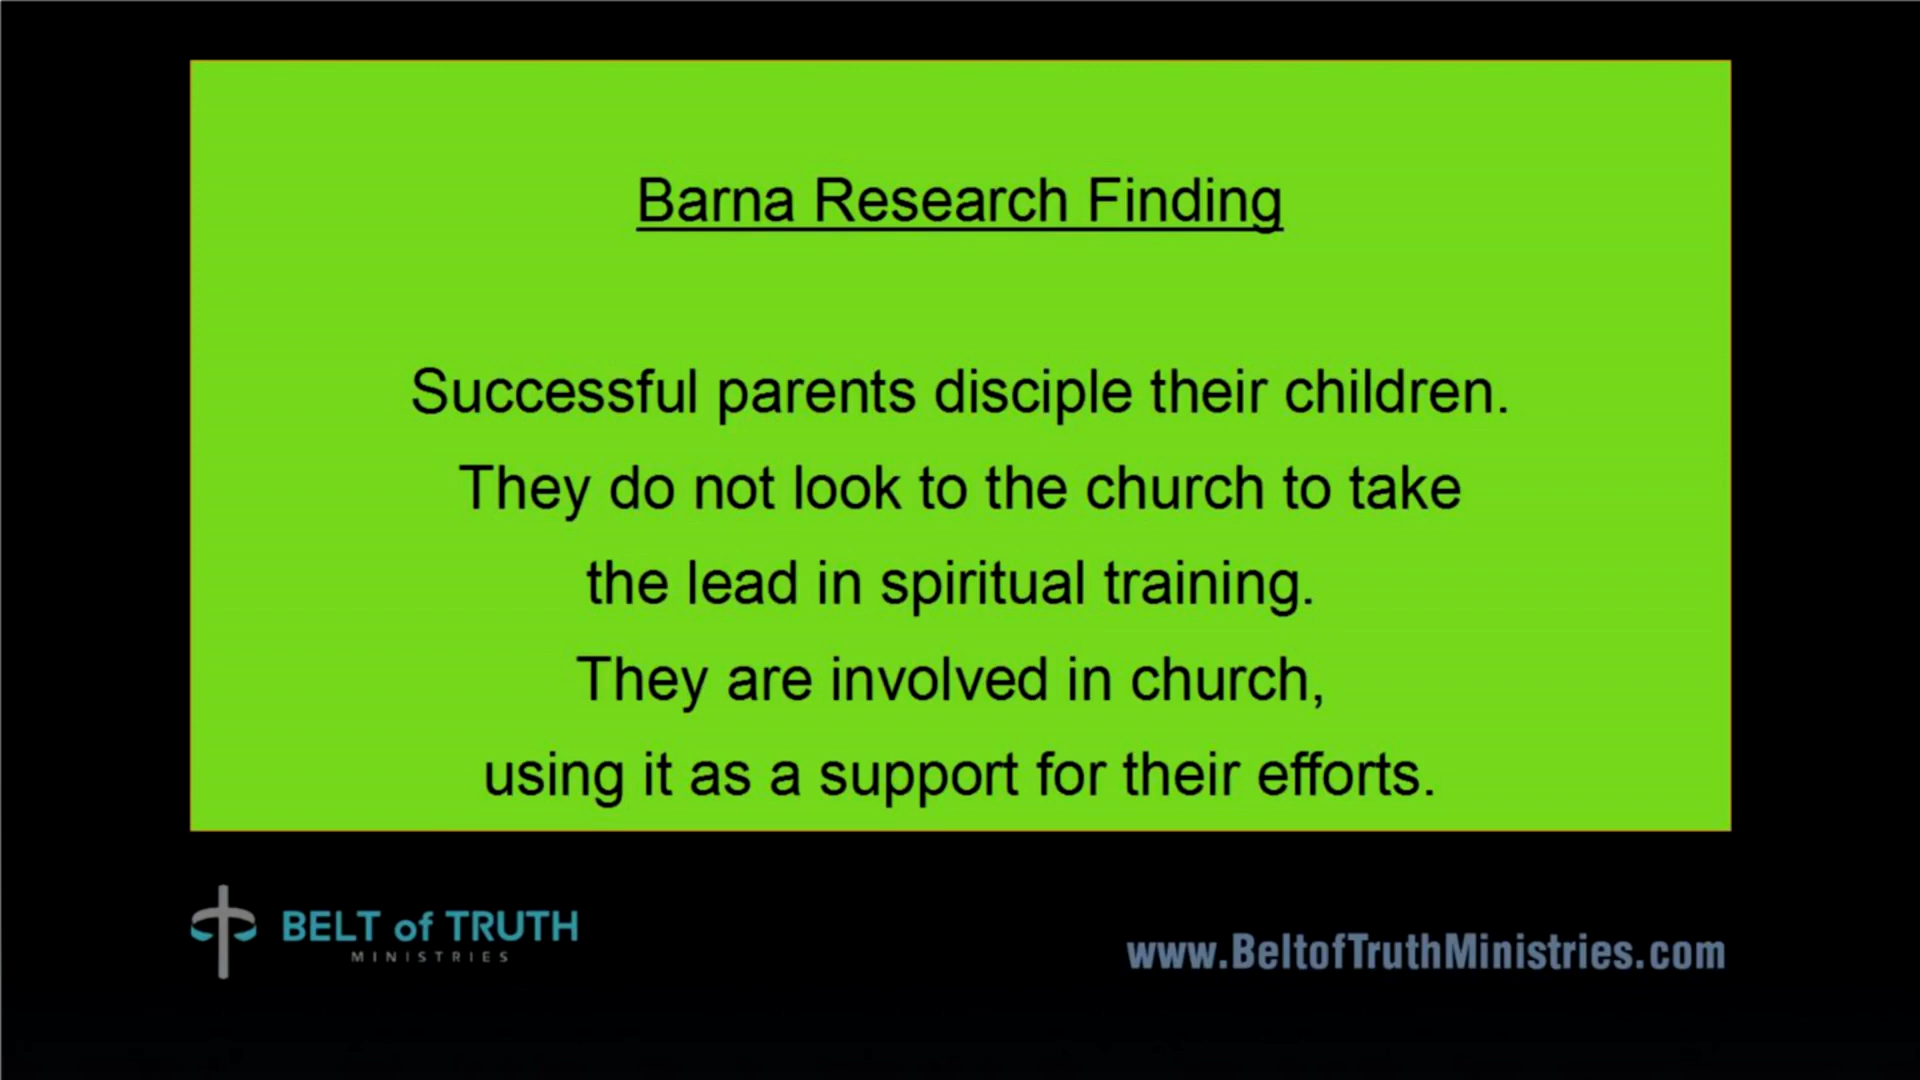 Barna Research Finding
Successful parents disciple their children.
They do not look to the church to take
the lead in spiritual training.
They are involved in church,
using it as a support for their efforts.
BELT of TRUTH
MINISTRIES
www.BeltofTruthMinistries.com